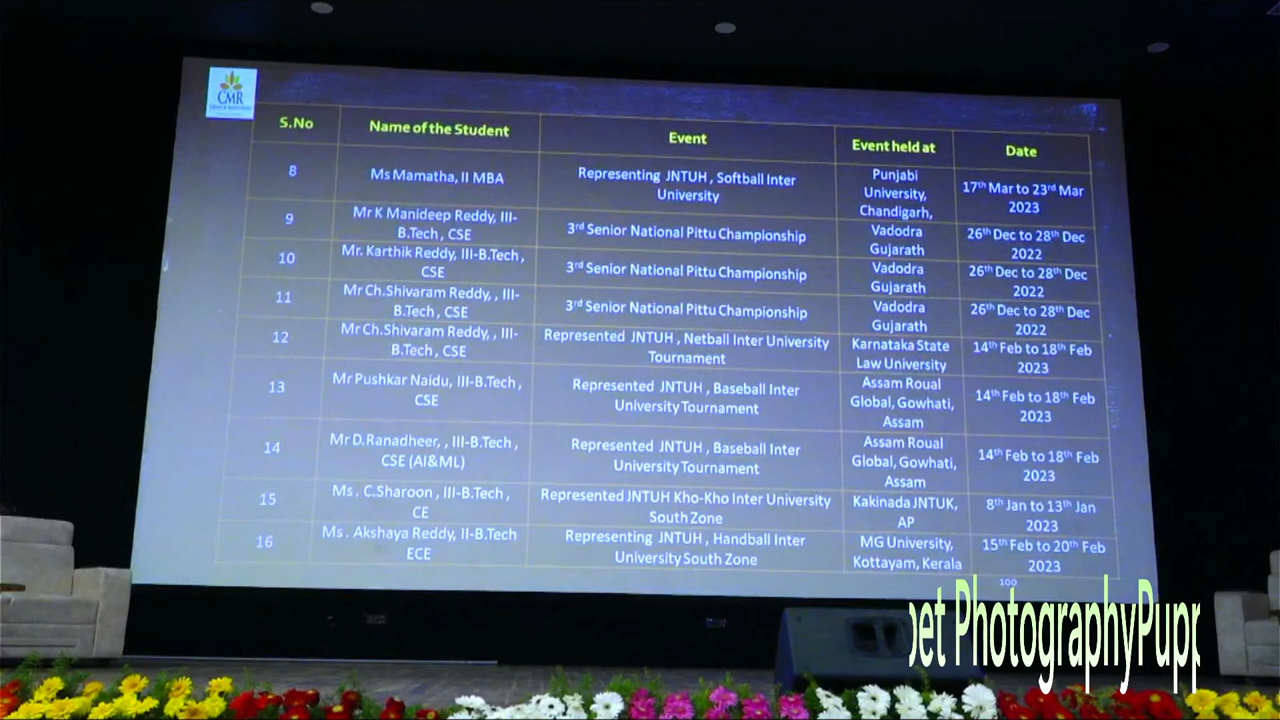 CMR
S.No Name of the Student Event Event held at Date
8 Ms Mamatha, II MBA Representing JNTUH , Softball Inter University Punjabi University, Chandigarh, 17th Mar to 23rd Mar 2023
9 Mr K Manideep Reddy, III-B.Tech , CSE 3rd Senior National Pittu Championship Vadodra Gujarath 26th Dec to 28th Dec 2022
10 Mr. Karthik Reddy, III-B.Tech , CSE 3rd Senior National Pittu Championship Vadodra Gujarath 26th Dec to 28th Dec 2022
11 Mr Ch.Shivaram Reddy, , III-B.Tech , CSE 3rd Senior National Pittu Championship Vadodra Gujarath 26th Dec to 28th Dec 2022
12 Mr Ch.Shivaram Reddy, , III-B.Tech , CSE Represented JNTUH , Netball Inter University Tournament Karnataka State Law University 14th Feb to 18th Feb 2023
13 Mr Pushkar Naidu, III-B.Tech , CSE Represented JNTUH , Baseball Inter University Tournament Assam Roual Global, Gowhati, Assam 14th Feb to 18th Feb 2023
14 Mr D.Ranadheer, , III-B.Tech , CSE (AI&ML) Represented JNTUH , Baseball Inter University Tournament Assam Roual Global, Gowhati, Assam 14th Feb to 18th Feb 2023
15 Ms . C.Sharoon , III-B.Tech , CE Represented JNTUH Kho-Kho Inter University South Zone Kakinada JNTUK, AP 8th Jan to 13th Jan 2023
16 Ms . Akshaya Reddy, II-B.Tech ECE Representing JNTUH , Handball Inter University South Zone MG University, Kottayam, Kerala 15th Feb to 20th Feb 2023
100
pet PhotographyPupp